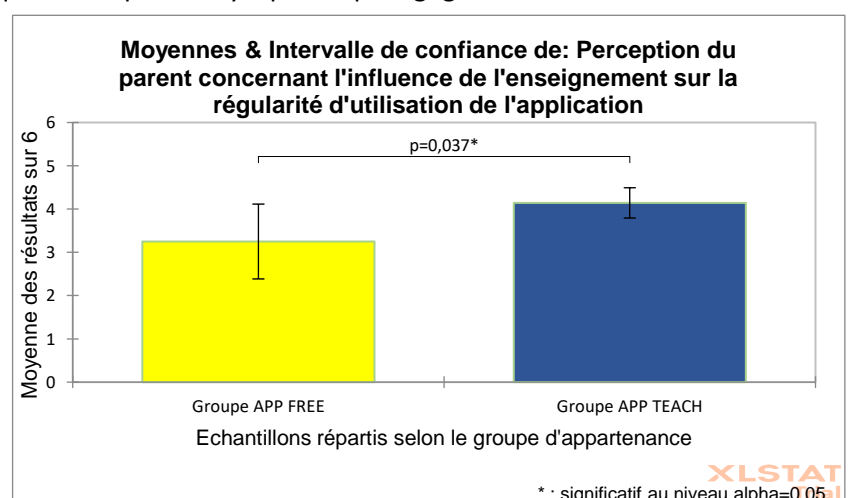 Moyennes & Intervalle de confiance de: Perception du
parent concernant l'influence de l'enseignement sur la
régularité d'utilisation de l'application
Moyenne des résultats sur 6
6
5
4
3
2
1
0
p=0,037*
Groupe APP FREE
Groupe APP TEACH
Echantillons répartis selon le groupe d'appartenance
XLSTAT
Trial
* : significatif au niveau alpha=0,05